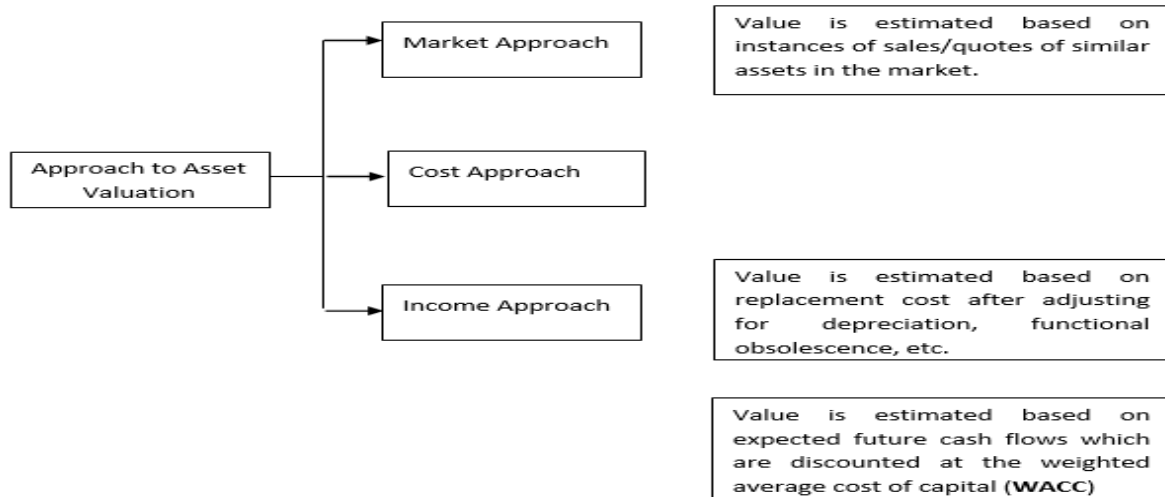 Market Approach
Value is estimated based on
instances of sales/quotes of similar
assets in the market.
Approach to Asset
Valuation
Cost Approach
Income Approach
Value is estimated based on
replacement cost after adjusting
for depreciation, functional
obsolescence, etc.
Value is estimated based on
expected future cash flows which
are discounted at the weighted
average cost of capital (WACC)